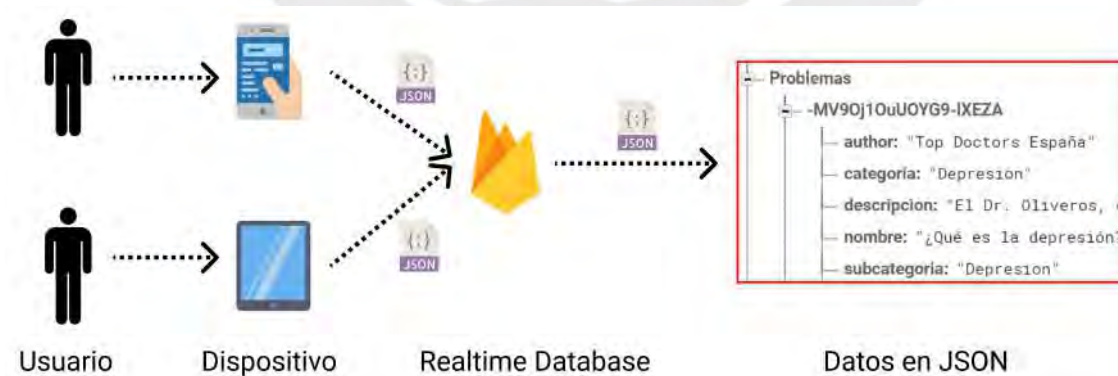 {:}
JSON
{:}
JSON
{:}
JSON
Problemas
-MV9Oj1OuUOYG9-IXEZA
author: "Top Doctors España"
categoria: "Depresion"
descripcion: "El Dr. Oliveros,
nombre: "¿Qué es la depresión?
subcategoria: "Depresion"
Usuario
Dispositivo
Realtime Database
Datos en JSON